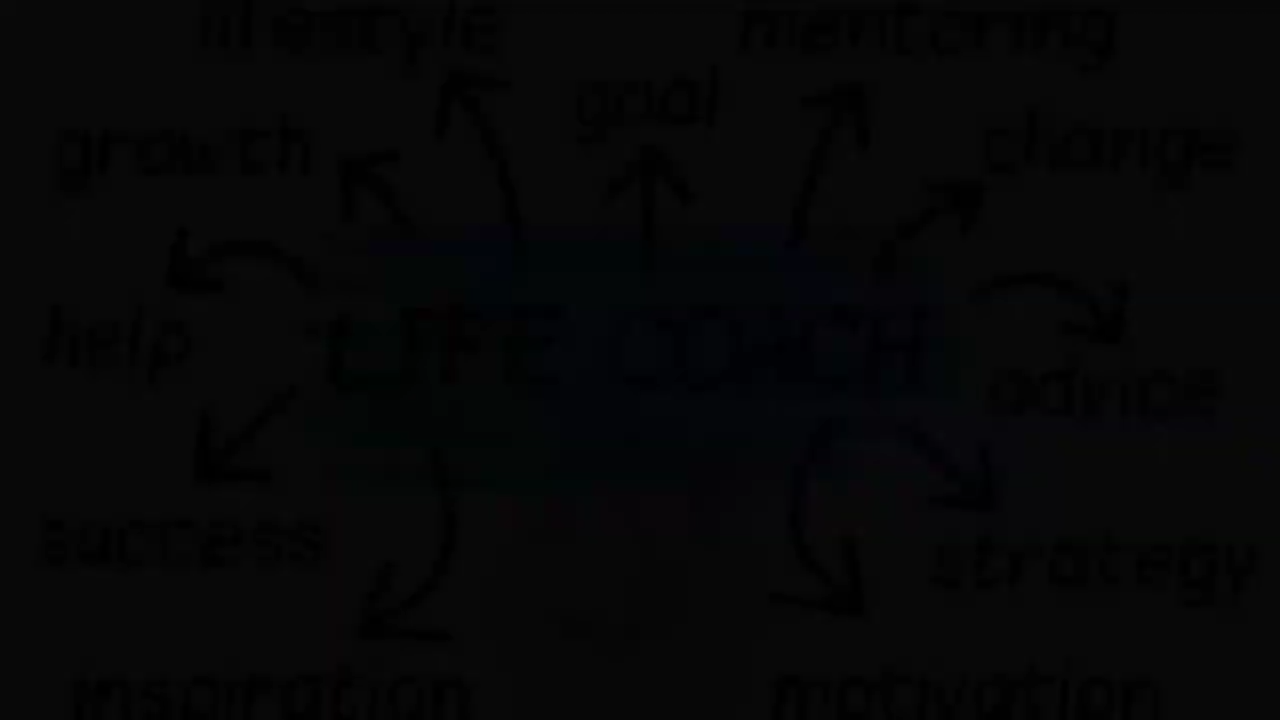 lifestyle
mentoring
goal
growth
change
help
LIFE COACH
advice
success
strategy
inspiration
motivation